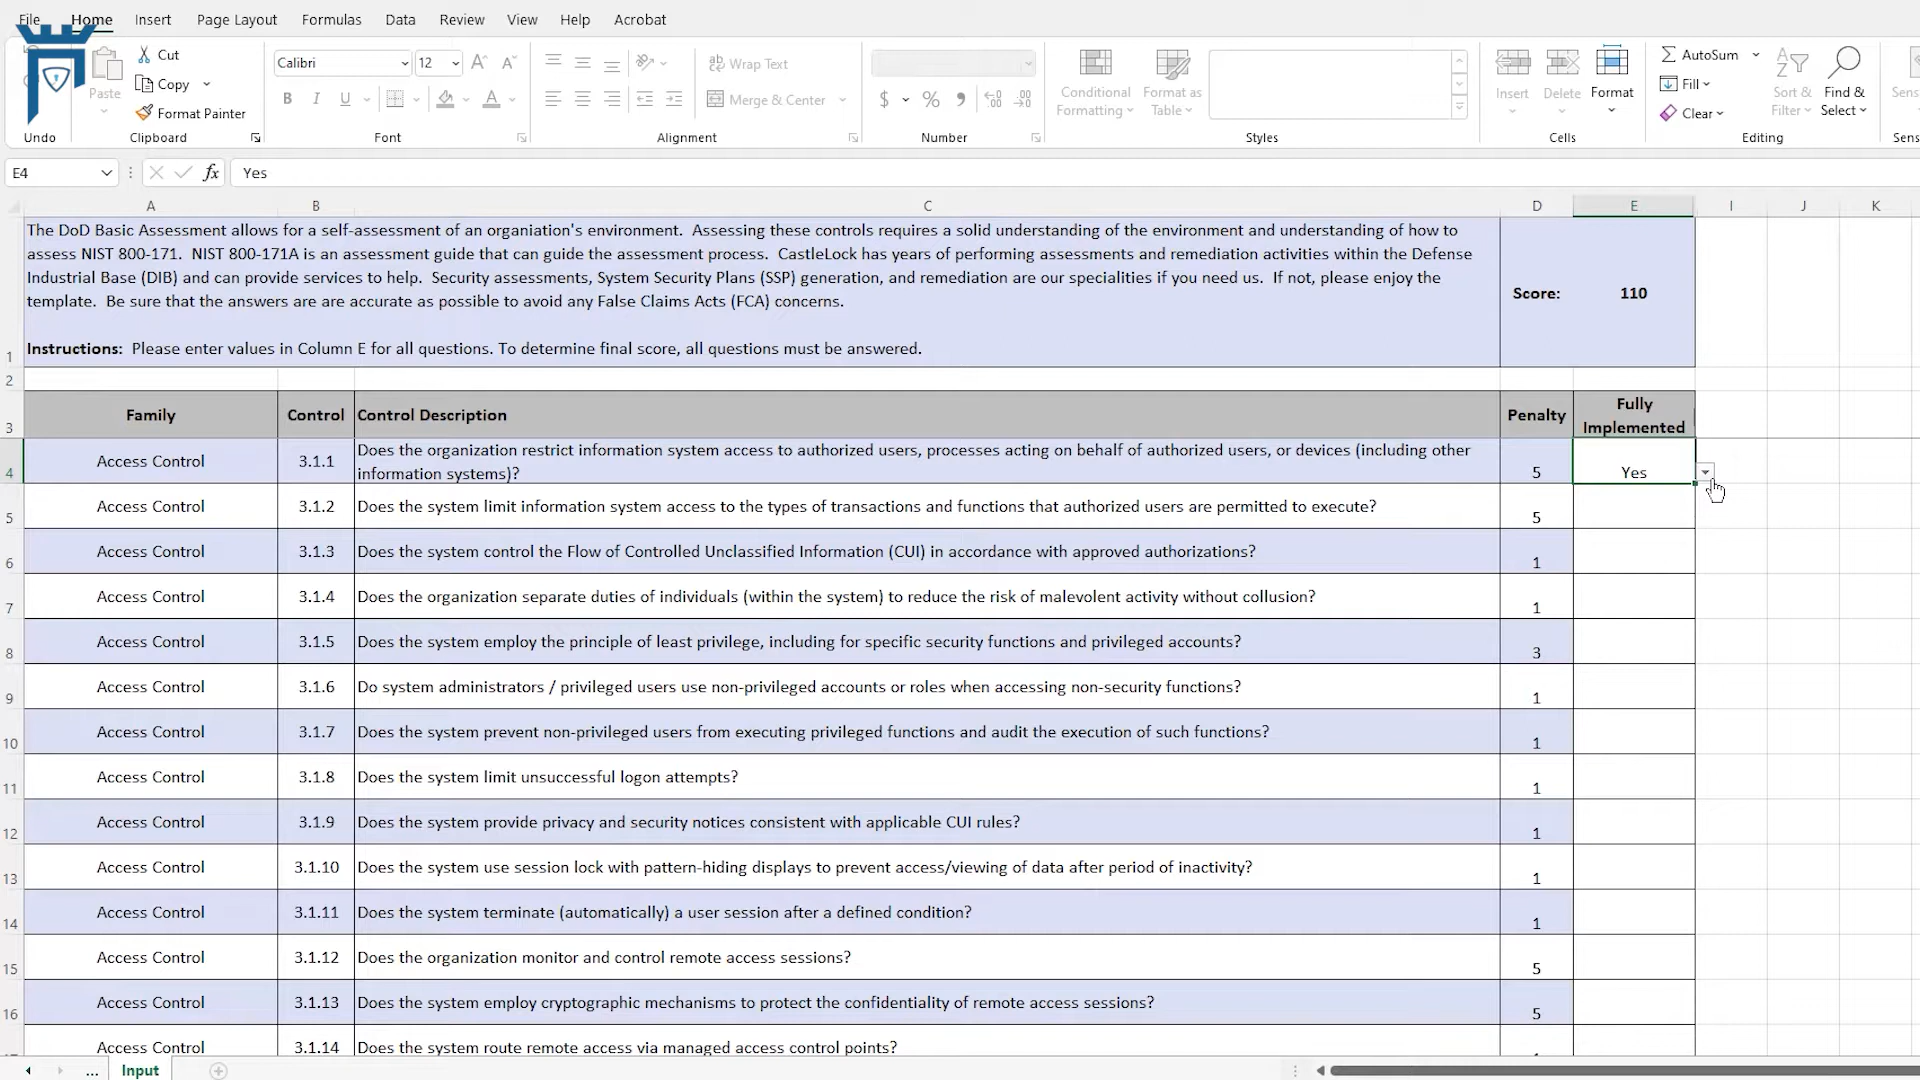 File Home Insert Page Layout Formulas Data Review View Help Acrobat
Paste
Cut
Copy
Format Painter
Undo
Clipboard
Calibri 12
B I U A
Font
Wrap Text
Merge & Center
Alignment
$ % ,
Number
Conditional Formatting
Format as Table
Styles
Insert Delete Format
Cells
AutoSum
Fill
Clear
Sort & Filter
Find & Select
Editing
Sens
Sens
E4 fx Yes
A B C D E I J K
1
The DoD Basic Assessment allows for a self-assessment of an organiation's environment. Assessing these controls requires a solid understanding of the environment and understanding of how to
assess NIST 800-171. NIST 800-171A is an assessment guide that can guide the assessment process. CastleLock has years of performing assessments and remediation activities within the Defense
Industrial Base (DIB) and can provide services to help. Security assessments, System Security Plans (SSP) generation, and remediation are our specialities if you need us. If not, please enjoy the
template. Be sure that the answers are are accurate as possible to avoid any False Claims Acts (FCA) concerns.
Instructions: Please enter values in Column E for all questions. To determine final score, all questions must be answered.
Score: 110
2
3 Family Control Control Description Penalty Fully Implemented
4 Access Control 3.1.1 Does the organization restrict information system access to authorized users, processes acting on behalf of authorized users, or devices (including other
information systems)? 5 Yes
5 Access Control 3.1.2 Does the system limit information system access to the types of transactions and functions that authorized users are permitted to execute? 5
6 Access Control 3.1.3 Does the system control the Flow of Controlled Unclassified Information (CUI) in accordance with approved authorizations? 1
7 Access Control 3.1.4 Does the organization separate duties of individuals (within the system) to reduce the risk of malevolent activity without collusion? 1
8 Access Control 3.1.5 Does the system employ the principle of least privilege, including for specific security functions and privileged accounts? 3
9 Access Control 3.1.6 Do system administrators / privileged users use non-privileged accounts or roles when accessing non-security functions? 1
10 Access Control 3.1.7 Does the system prevent non-privileged users from executing privileged functions and audit the execution of such functions? 1
11 Access Control 3.1.8 Does the system limit unsuccessful logon attempts? 1
12 Access Control 3.1.9 Does the system provide privacy and security notices consistent with applicable CUI rules? 1
13 Access Control 3.1.10 Does the system use session lock with pattern-hiding displays to prevent access/viewing of data after period of inactivity? 1
14 Access Control 3.1.11 Does the system terminate (automatically) a user session after a defined condition? 1
15 Access Control 3.1.12 Does the organization monitor and control remote access sessions? 5
16 Access Control 3.1.13 Does the system employ cryptographic mechanisms to protect the confidentiality of remote access sessions? 5
Access Control 3.1.14 Does the system route remote access via managed access control points?
... Input